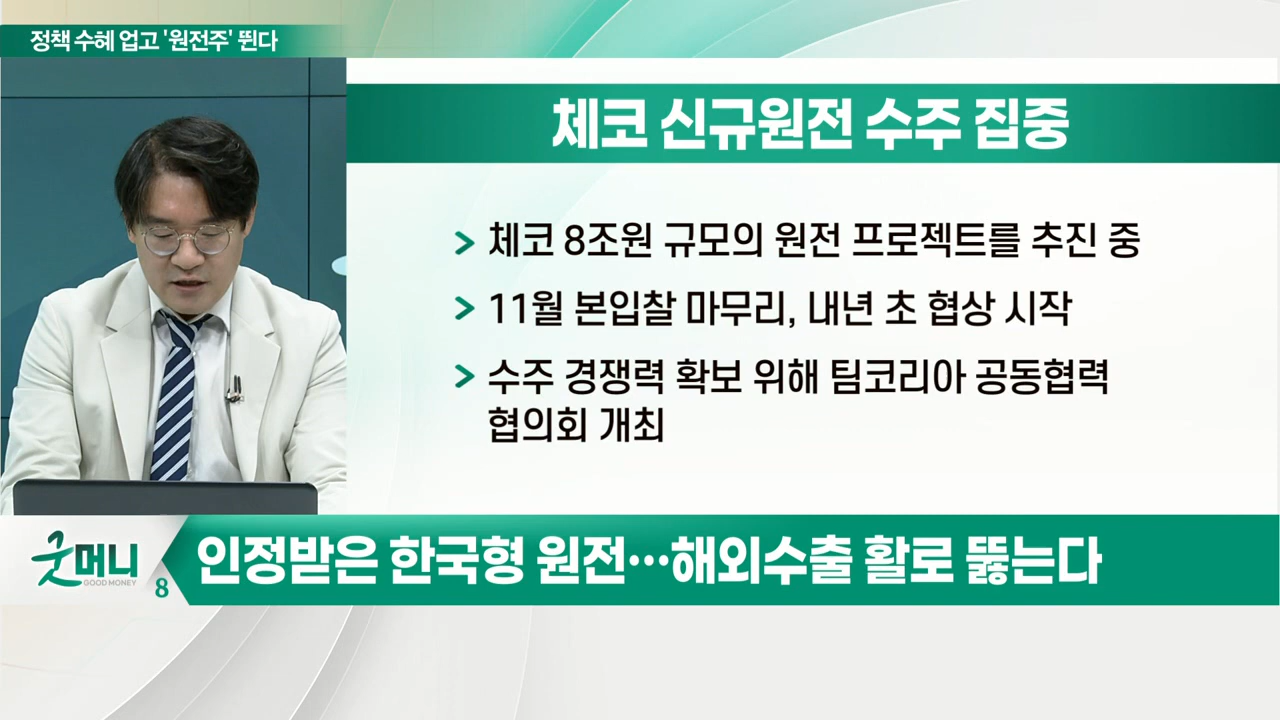 정책 수혜 업고 '원전주' 뛴다
체코 신규원전 수주 집중
체코 8조원 규모의 원전 프로젝트를 추진 중
11월 본입찰 마무리, 내년 초 협상 시작
수주 경쟁력 확보 위해 팀코리아 공동협력
협의회 개최
굿머니
GOOD MONEY
8
인정받은 한국형 원전…해외수출 활로 뚫는다